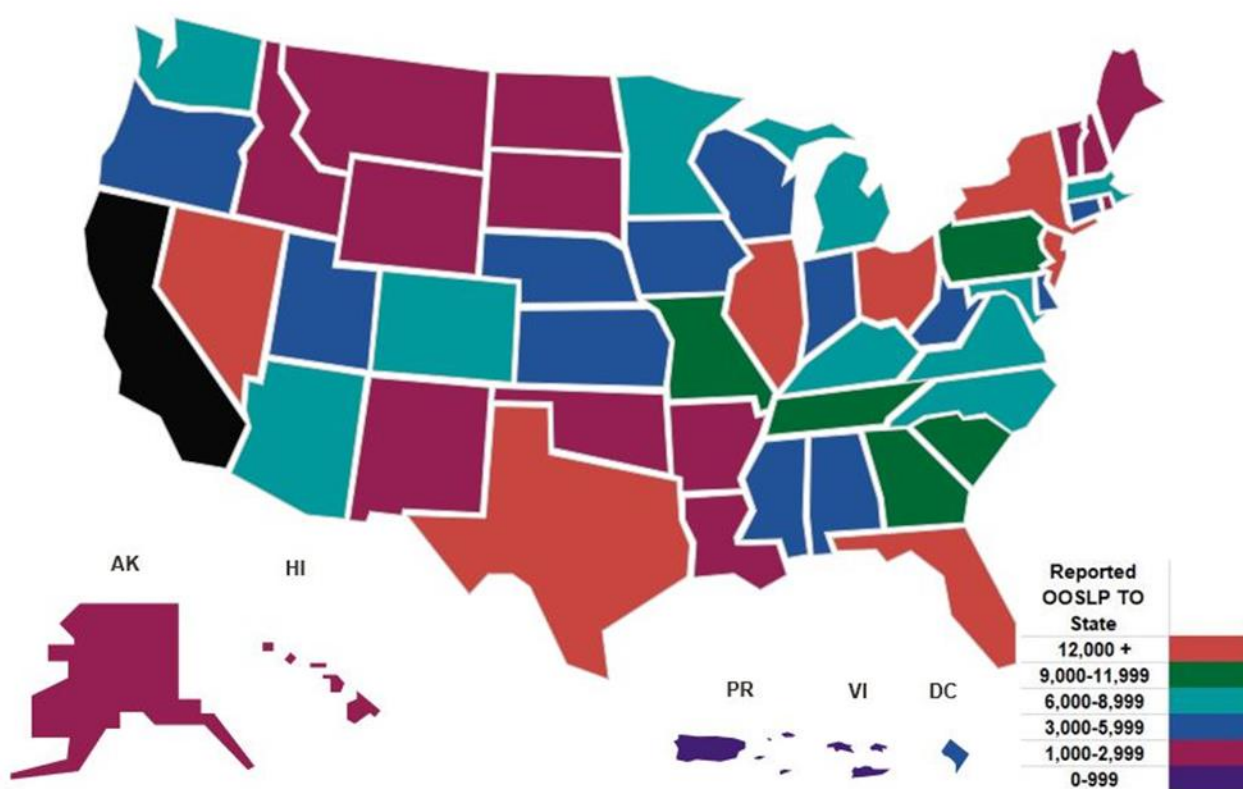 AK
HI
PR
VI
DC
Reported
OOSLP TO
State
12,000 +
9,000-11,999
6,000-8,999
3,000-5,999
1,000-2,999
0-999